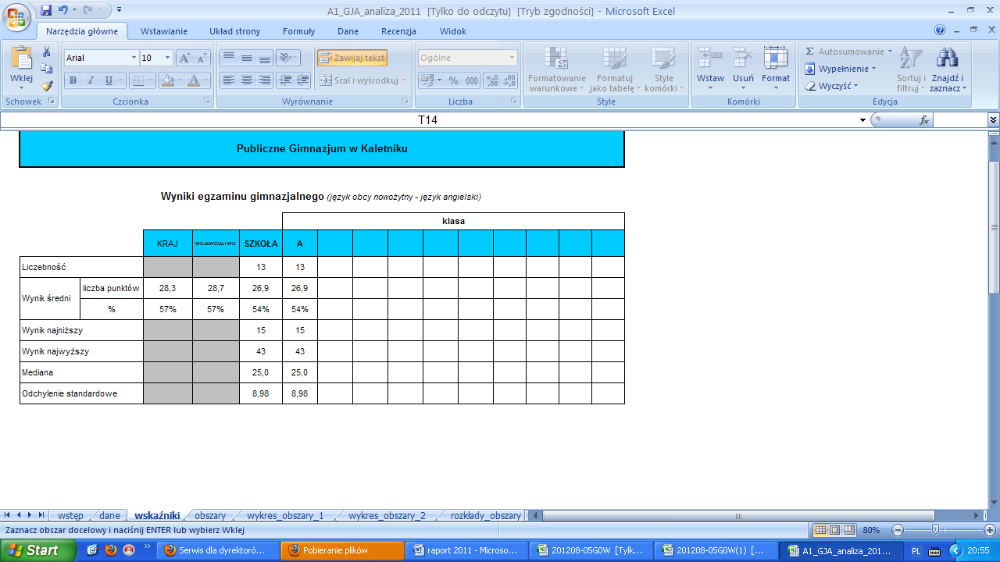 A1_GJA_analiza_2011 [Tylko do odczytu] [Tryb zgodności] - Microsoft Excel
Narzędzia główne Wstawianie Układ strony Formuły Dane Recenzja Widok
Wklej
Schowek
Arial 10
B I U
Czcionka
Zawijaj tekst
Scal i wyśrodkuj
Wyrównanie
Ogólne
% 000
Liczba
Formatowanie warunkowe
Formatuj jako tabelę
Style komórki
Style
Wstaw Usuń Format
Komórki
Autosumowanie
Wypełnienie
Wyczyść
Sortuj i filtruj
Znajdź i zaznacz
Edycja
T14 fx
Publiczne Gimnazjum w Kaletniku
Wyniki egzaminu gimnazjalnego (język obcy nowożytny - język angielski)
klasa
KRAJ WOJEWÓDZTWO SZKOŁA A
Liczebność 13 13
Wynik średni
liczba punktów 28,3 28,7 26,9 26,9
% 57% 57% 54% 54%
Wynik najniższy 15 15
Wynik najwyższy 43 43
Mediana 25,0 25,0
Odchylenie standardowe 8,98 8,98
wstęp dane wskaźniki obszary wykres_obszary_1 wykres_obszary_2 rozkłady_obszary
Zaznacz obszar docelowy i naciśnij ENTER lub wybierz Wklej 80%
Start Serwis dla dyrektoró... Pobieranie plików raport 2011 - Microso... 201208-05G0W [Tylk... 201208-05G0W(1) [... A1_GJA_analiza_201... PL 20:55